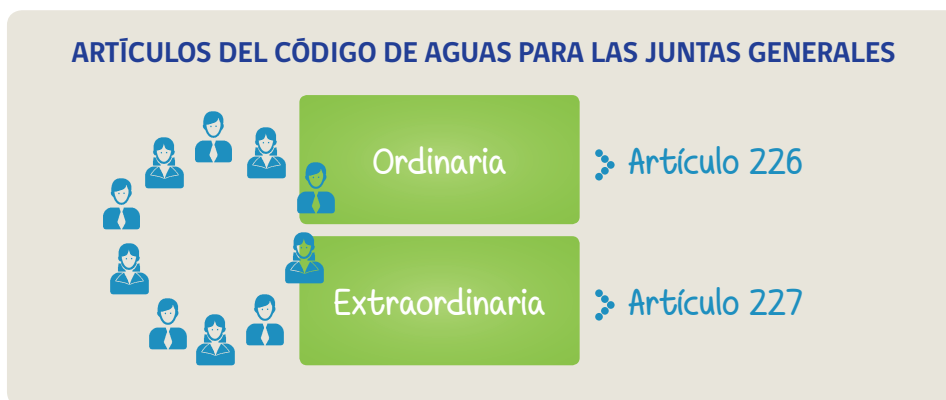 ARTÍCULOS DEL CÓDIGO DE AGUAS PARA LAS JUNTAS GENERALES
Ordinaria
Artículo 226
Extraordinaria
Artículo 227